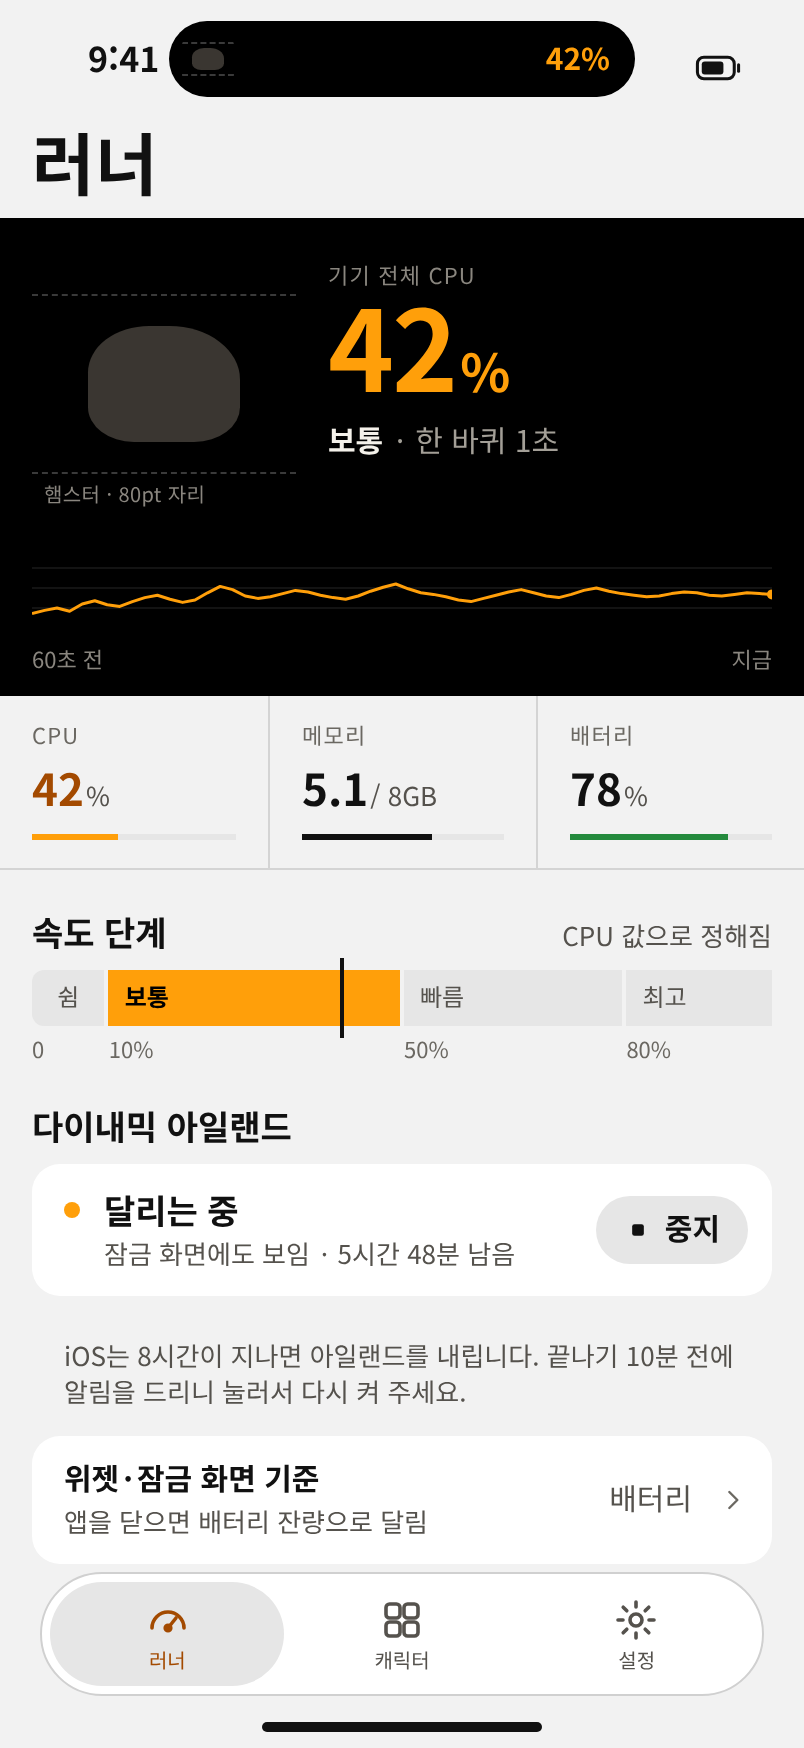 9:41
42%
러너
기기 전체 CPU
42%
보통 · 한 바퀴 1초
햄스터 · 80pt 자리
60초 전
지금
CPU
메모리
배터리
42%
5.1/ 8GB
78%
속도 단계
CPU 값으로 정해짐
쉼
보통
빠름
최고
0
10%
50%
80%
다이내믹 아일랜드
달리는 중
잠금 화면에도 보임 · 5시간 48분 남음
중지
iOS는 8시간이 지나면 아일랜드를 내립니다. 끝나기 10분 전에
알림을 드리니 눌러서 다시 켜 주세요.
위젯·잠금 화면 기준
앱을 닫으면 배터리 잔량으로 달림
배터리
러너
캐릭터
설정